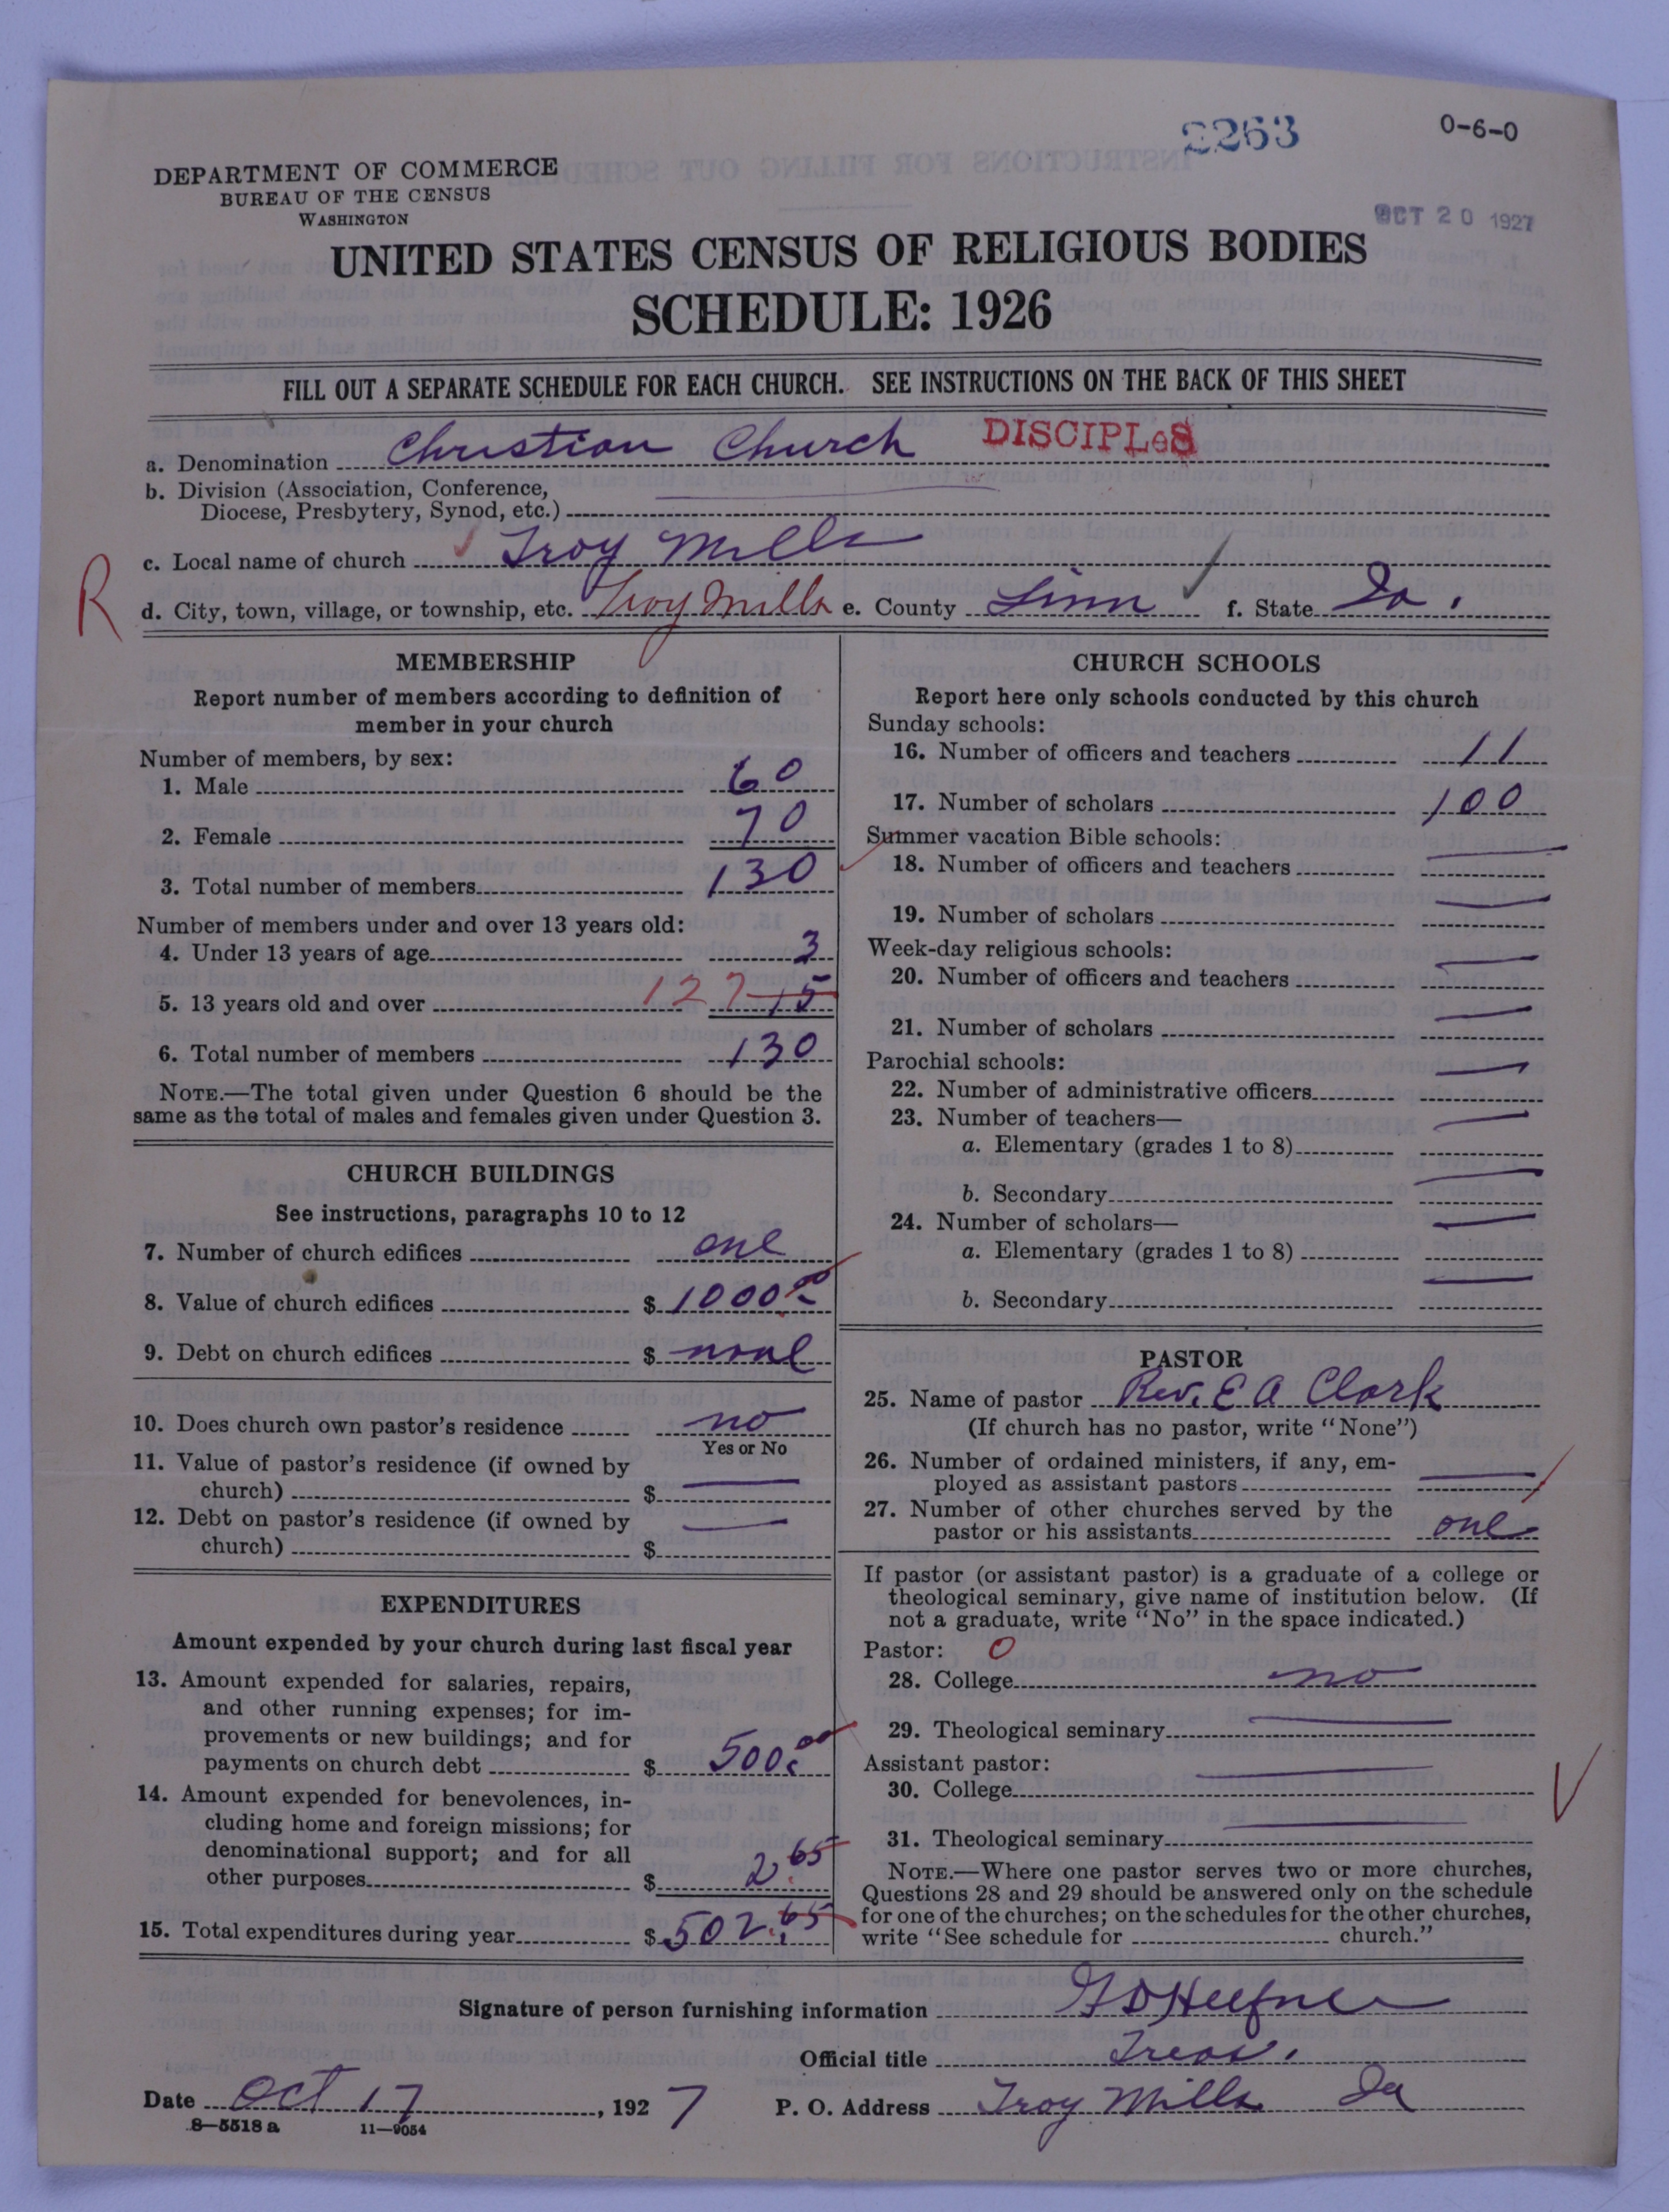 2263
0-6-0
DEPARTMENT OF COMMERCE
BUREAU OF THE CENSUS
WASHINGTON
OCT 20 1927
UNITED STATES CENSUS OF RELIGIOUS BODIES
SCHEDULE: 1926
FILL OUT A SEPARATE SCHEDULE FOR EACH CHURCH. SEE INSTRUCTIONS ON THE BACK OF THIS SHEET
a. Denomination Christian Church DISCIPLeS
b. Division (Association, Conference,
Diocese, Presbytery, Synod, etc.)
c. Local name of church Troy Mills
R
d. City, town, village, or township, etc. Troy Mills e. County Linn f. State Ia.
MEMBERSHIP
Report number of members according to definition of
member in your church
Number of members, by sex:
1. Male 60
2. Female 70
3. Total number of members 130
Number of members under and over 13 years old:
4. Under 13 years of age 3
5. 13 years old and over 127 15
6. Total number of members 130
NOTE.—The total given under Question 6 should be the
same as the total of males and females given under Question 3.
CHURCH BUILDINGS
See instructions, paragraphs 10 to 12
7. Number of church edifices one
8. Value of church edifices $ 1000.00
9. Debt on church edifices $ none
10. Does church own pastor's residence no
Yes or No
11. Value of pastor's residence (if owned by
church) $
12. Debt on pastor's residence (if owned by
church) $
EXPENDITURES
Amount expended by your church during last fiscal year
13. Amount expended for salaries, repairs,
and other running expenses; for im-
provements or new buildings; and for
payments on church debt $ 500.00
14. Amount expended for benevolences, in-
cluding home and foreign missions; for
denominational support; and for all
other purposes $ 2.65
15. Total expenditures during year $ 502.65
CHURCH SCHOOLS
Report here only schools conducted by this church
Sunday schools:
16. Number of officers and teachers 11
17. Number of scholars 100
Summer vacation Bible schools:
18. Number of officers and teachers
19. Number of scholars
Week-day religious schools:
20. Number of officers and teachers
21. Number of scholars
Parochial schools:
22. Number of administrative officers
23. Number of teachers—
a. Elementary (grades 1 to 8)
b. Secondary
24. Number of scholars—
a. Elementary (grades 1 to 8)
b. Secondary
PASTOR
25. Name of pastor Rev. E A Clark
(If church has no pastor, write "None")
26. Number of ordained ministers, if any, em-
ployed as assistant pastors
27. Number of other churches served by the
pastor or his assistants one
If pastor (or assistant pastor) is a graduate of a college or
theological seminary, give name of institution below. (If
not a graduate, write "No" in the space indicated.)
Pastor: 0
28. College no
29. Theological seminary
Assistant pastor:
30. College
31. Theological seminary
NOTE.—Where one pastor serves two or more churches,
Questions 28 and 29 should be answered only on the schedule
for one of the churches; on the schedules for the other churches,
write "See schedule for church."
Signature of person furnishing information G D Heefner
Official title Treas.
Date Oct 17, 1927 P. O. Address Troy Mills Ia
8—5518 a 11—9054